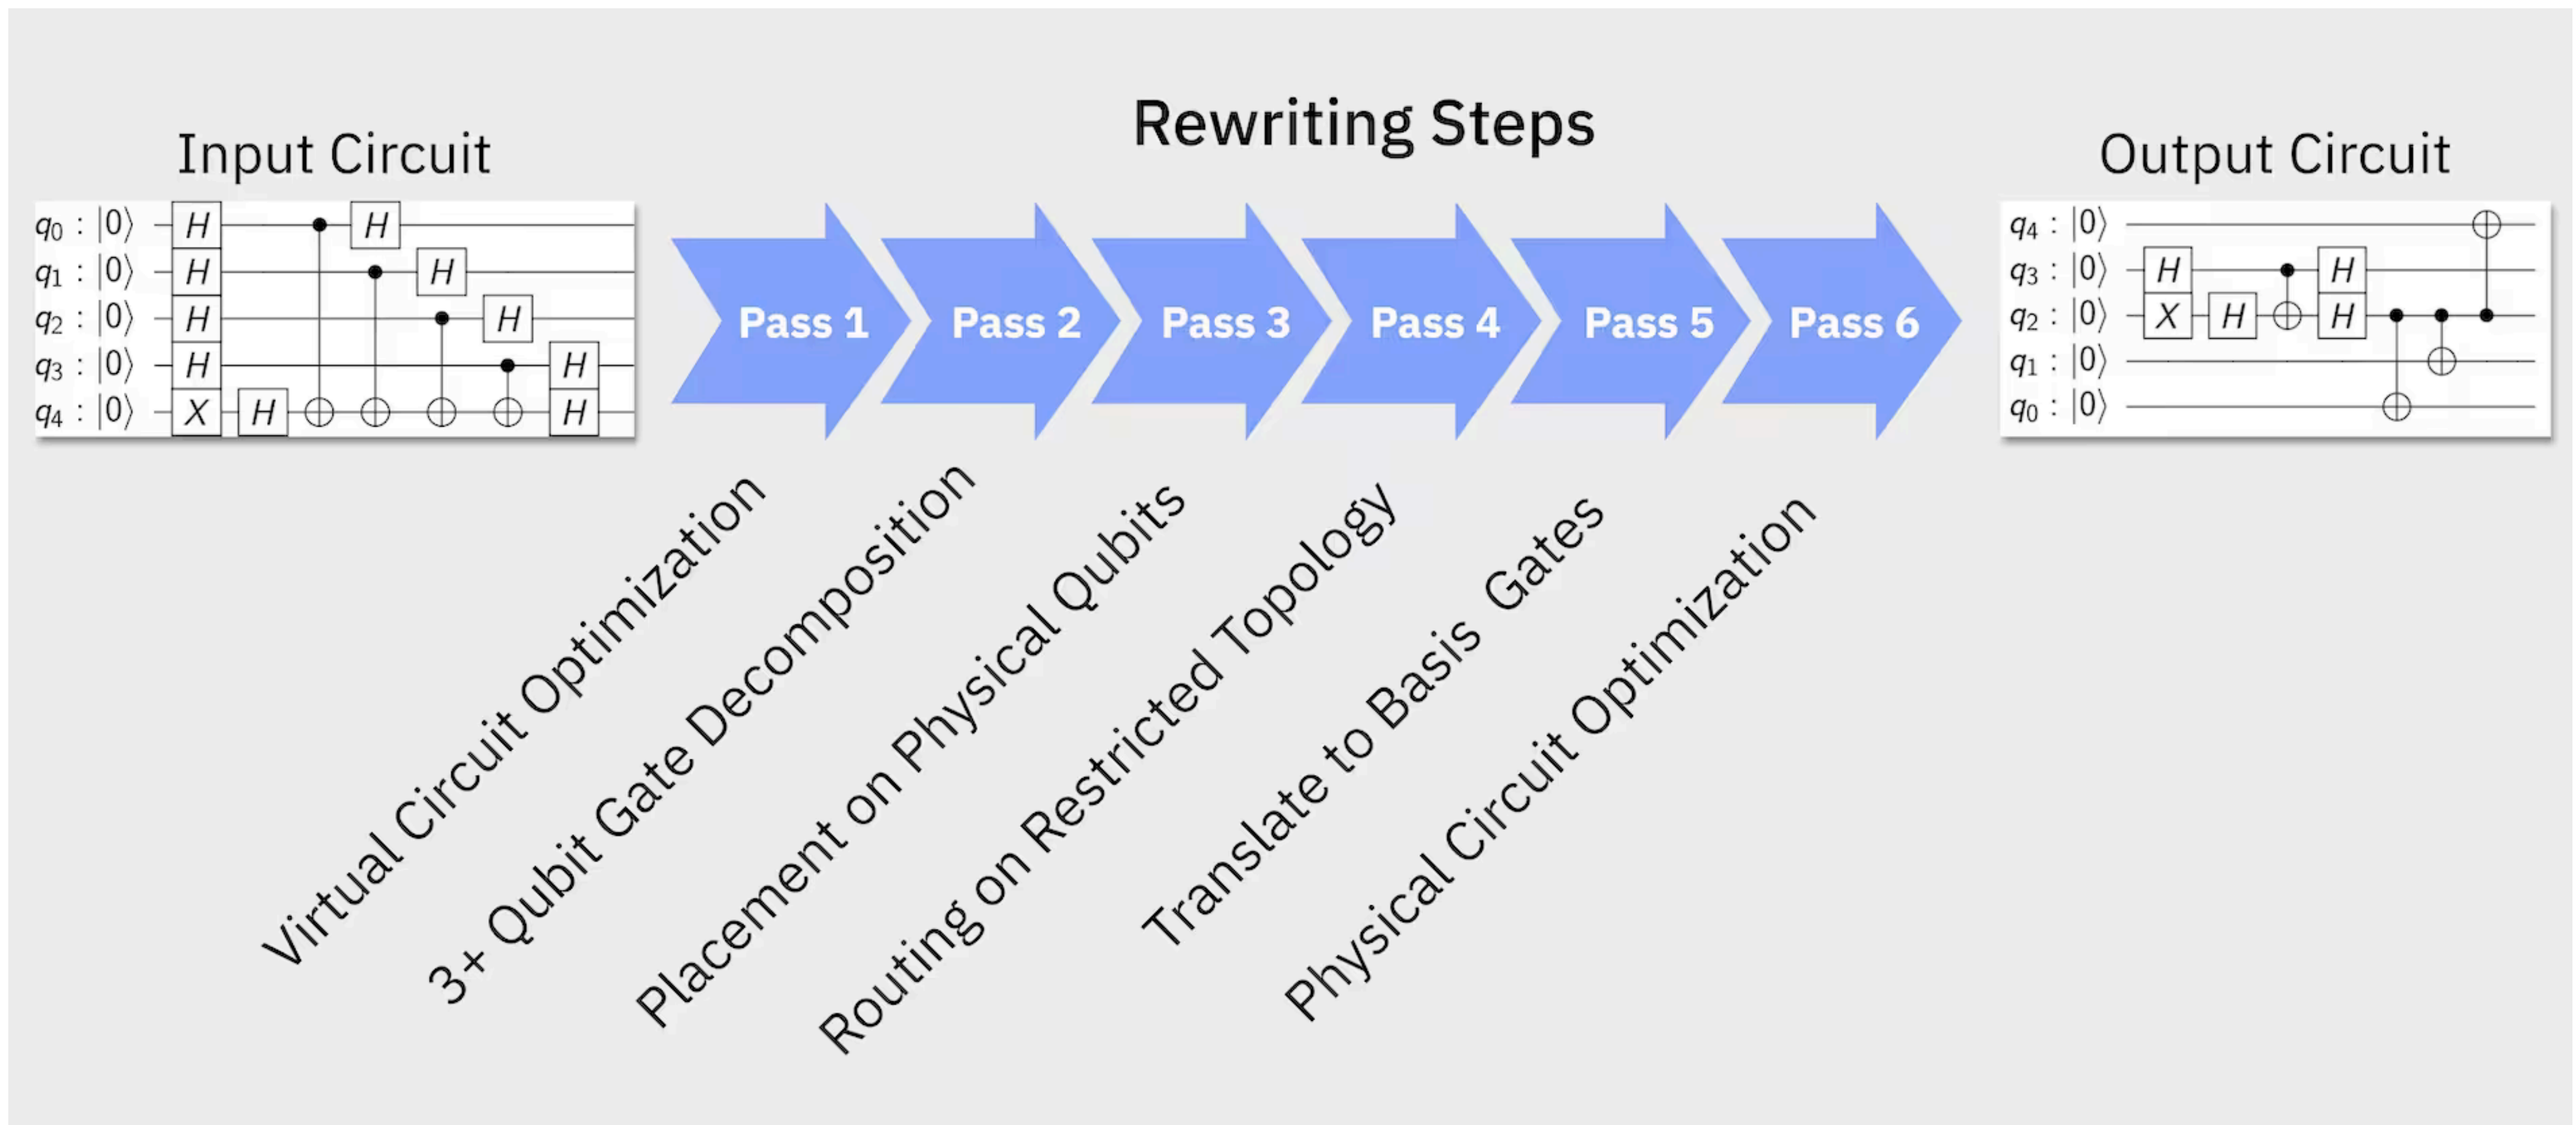 Rewriting Steps
Input Circuit
q0 : |0⟩ H H
q1 : |0⟩ H H
q2 : |0⟩ H H
q3 : |0⟩ H H
q4 : |0⟩ X H H
Pass 1
Pass 2
Pass 3
Pass 4
Pass 5
Pass 6
Virtual Circuit Optimization
3+ Qubit Gate Decomposition
Placement on Physical Qubits
Routing on Restricted Topology
Translate to Basis Gates
Physical Circuit Optimization
Output Circuit
q4 : |0⟩
q3 : |0⟩ H H
q2 : |0⟩ X H H
q1 : |0⟩
q0 : |0⟩